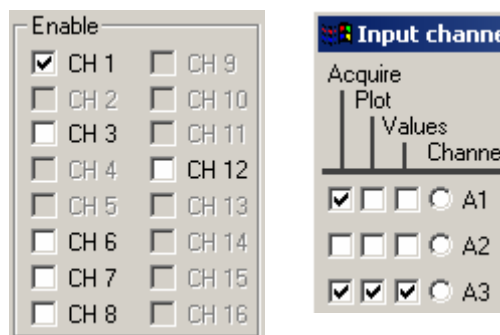 Enable
CH 1
CH 2
CH 3
CH 4
CH 5
CH 6
CH 7
CH 8
CH 9
CH 10
CH 11
CH 12
CH 13
CH 14
CH 15
CH 16
Input channe
Acquire
Plot
Values
Channe
A1
A2
A3